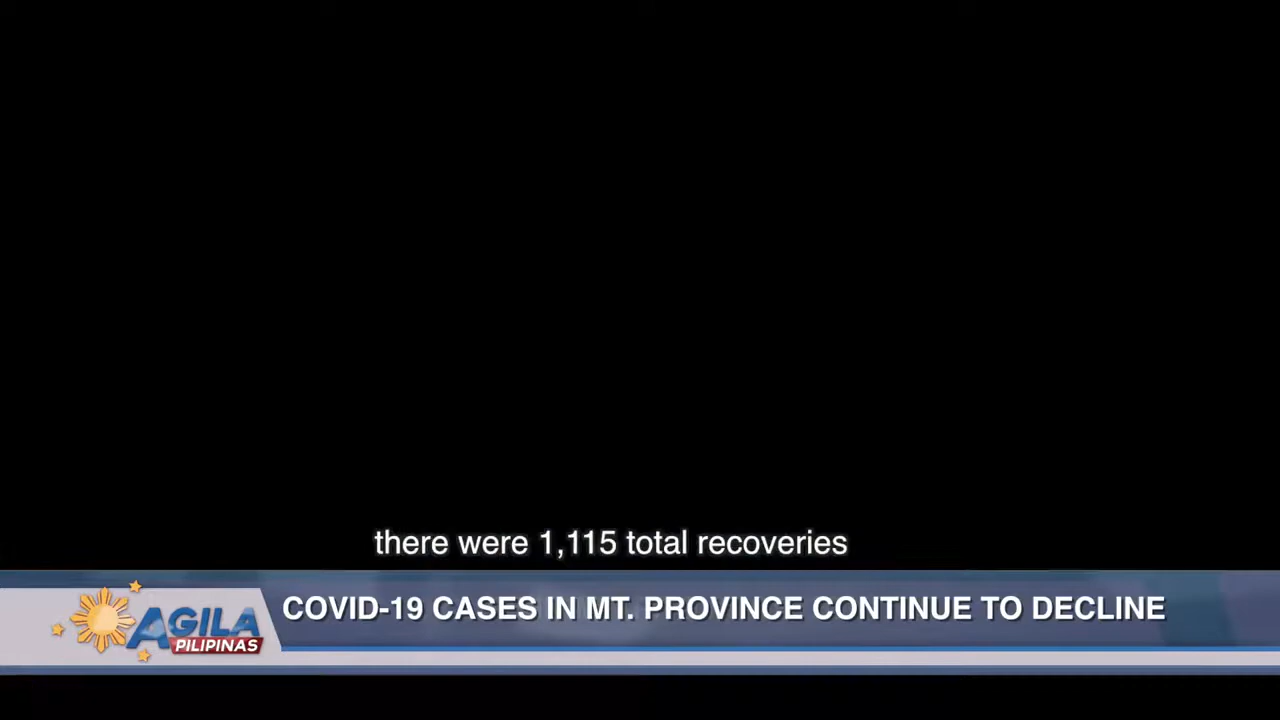 there were 1,115 total recoveries
COVID-19 CASES IN MT. PROVINCE CONTINUE TO DECLINE
AGILA
PILIPINAS